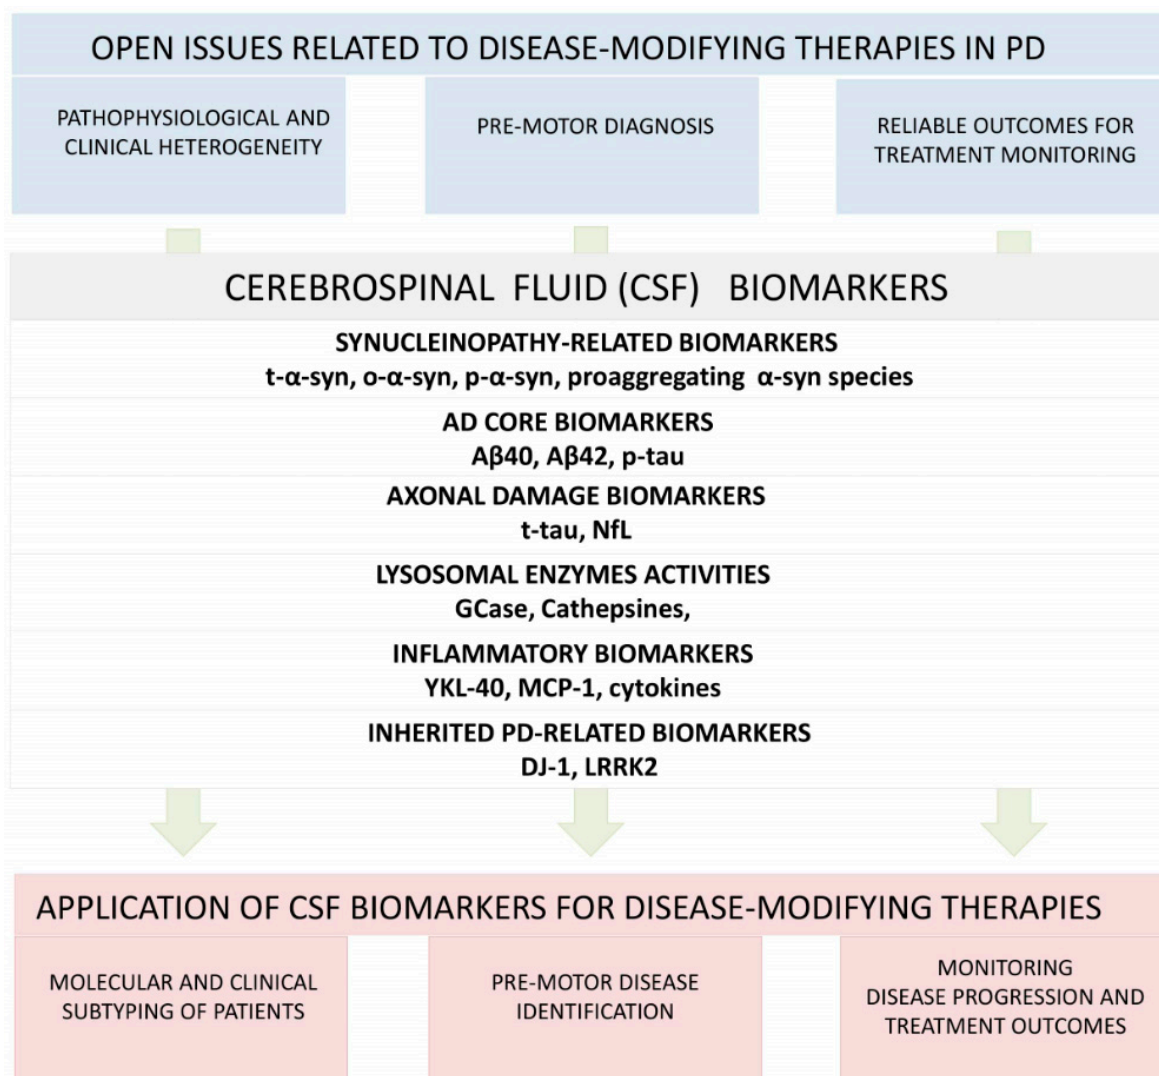 OPEN ISSUES RELATED TO DISEASE-MODIFYING THERAPIES IN PD
PATHOPHYSIOLOGICAL AND
CLINICAL HETEROGENEITY
PRE-MOTOR DIAGNOSIS
RELIABLE OUTCOMES FOR
TREATMENT MONITORING
CEREBROSPINAL FLUID (CSF) BIOMARKERS
SYNUCLEINOPATHY-RELATED BIOMARKERS
t-α-syn, o-α-syn, p-α-syn, proaggregating α-syn species
AD CORE BIOMARKERS
Aβ40, Aβ42, p-tau
AXONAL DAMAGE BIOMARKERS
t-tau, NfL
LYSOSOMAL ENZYMES ACTIVITIES
GCase, Cathepsines,
INFLAMMATORY BIOMARKERS
YKL-40, MCP-1, cytokines
INHERITED PD-RELATED BIOMARKERS
DJ-1, LRRK2
APPLICATION OF CSF BIOMARKERS FOR DISEASE-MODIFYING THERAPIES
MOLECULAR AND CLINICAL
SUBTYPING OF PATIENTS
PRE-MOTOR DISEASE
IDENTIFICATION
MONITORING
DISEASE PROGRESSION AND
TREATMENT OUTCOMES